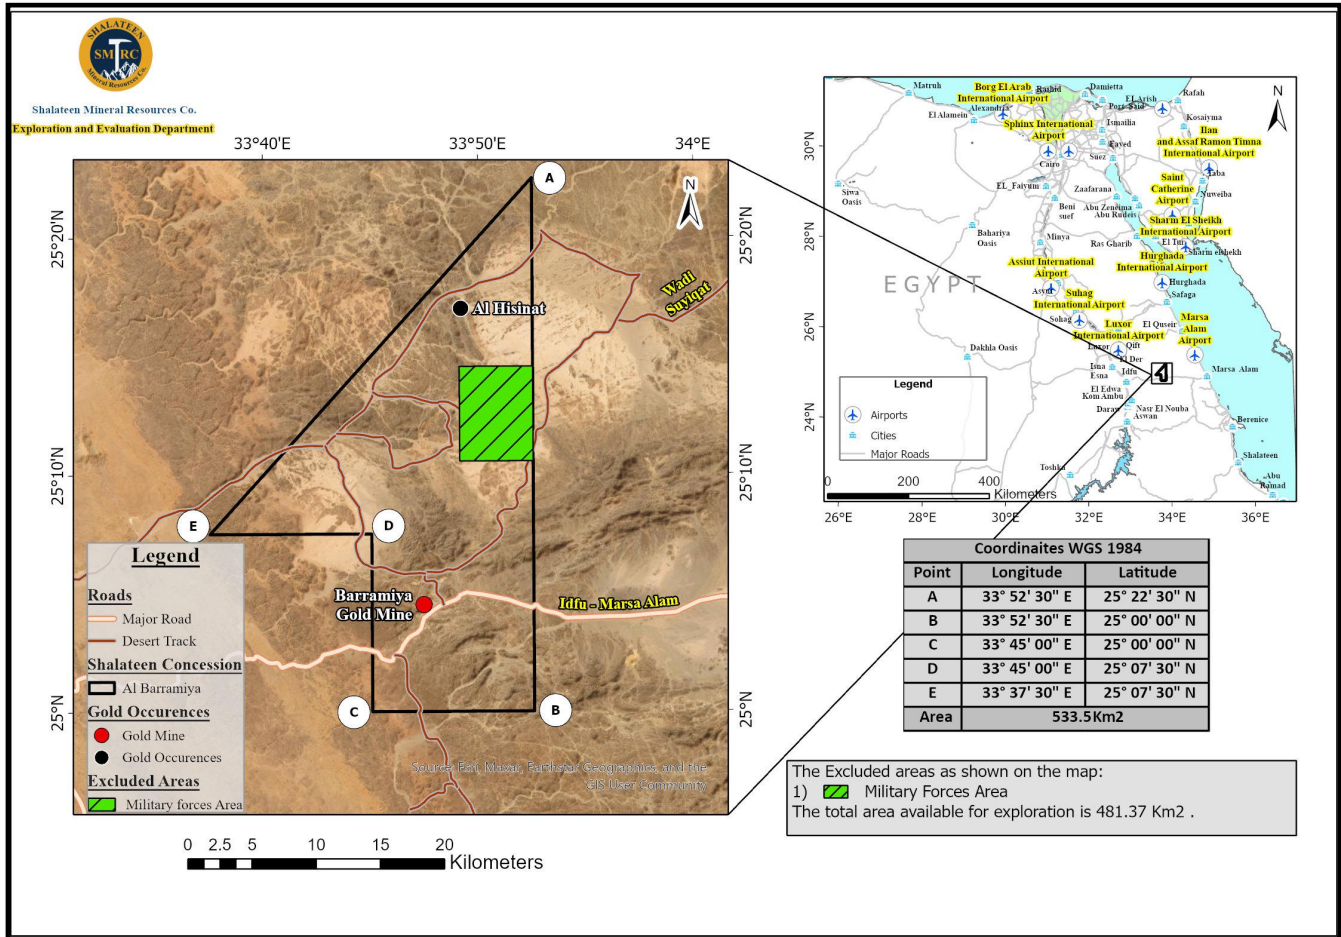 SHALATEEN
SMRC
Mineral Resources Co.
Shalateen Mineral Resources Co.
Exploration and Evaluation Department
33°40'E
33°50'E
34°E
25°20'N
25°10'N
25°N
25°20'N
25°10'N
25°N
N
A
B
C
D
E
Al Hisinat
Wadi
Suyiqat
Barramiya
Gold Mine
Idfu - Marsa Alam
Legend
Roads
Major Road
Desert Track
Shalateen Concession
Al Barramiya
Gold Occurences
Gold Mine
Gold Occurences
Excluded Areas
Military forces Area
Source: Esri, Maxar, Earthstar Geographics, and the
GIS User Community
0 2.5 5 10 15 20
Kilometers
N
30°N
28°N
26°N
24°N
26°E
28°E
30°E
32°E
34°E
36°E
EGYPT
Matruh
Borg El Arab
International Airport
Rashid
Damietta
Alexandria
El Alamein
Port Said
EL Arish
Rafah
Kosaiyma
Sphinx International
Airport
Ismailia
Fayed
Cairo
Suez
Ilan
and Assaf Ramon Timna
International Airport
Taba
Nuweiba
Siwa
Oasis
EL_Faiyum
Beni
suef
Zaafarana
Abu Zeneima
Abu Rudeis
Saint
Catherine
Airport
Bahariya
Oasis
Minya
Ras Gharib
Sharm El Sheikh
International Airport
El Tur
Sharm elshekh
Assiut International
Airport
Asyut
Hurghada
International Airport
Hurghada
Safaga
Suhag
International Airport
Sohag
El Quseir
Marsa
Alam
Airport
Luxor
International Airport
Luxor
Qift
Dakhla Oasis
El Der
Isna
Esna
Idfu
Marsa Alam
El Edwa
Kom Ambu
Daraw
Nasr El Nouba
Aswan
Berenice
Toshka
Shalateen
Abu
Ramad
Legend
Airports
Cities
Major Roads
0 200 400
Kilometers
Coordinaites WGS 1984
Point Longitude Latitude
A 33° 52' 30" E 25° 22' 30" N
B 33° 52' 30" E 25° 00' 00" N
C 33° 45' 00" E 25° 00' 00" N
D 33° 45' 00" E 25° 07' 30" N
E 33° 37' 30" E 25° 07' 30" N
Area 533.5Km2
The Excluded areas as shown on the map:
1) Military Forces Area
The total area available for exploration is 481.37 Km2 .